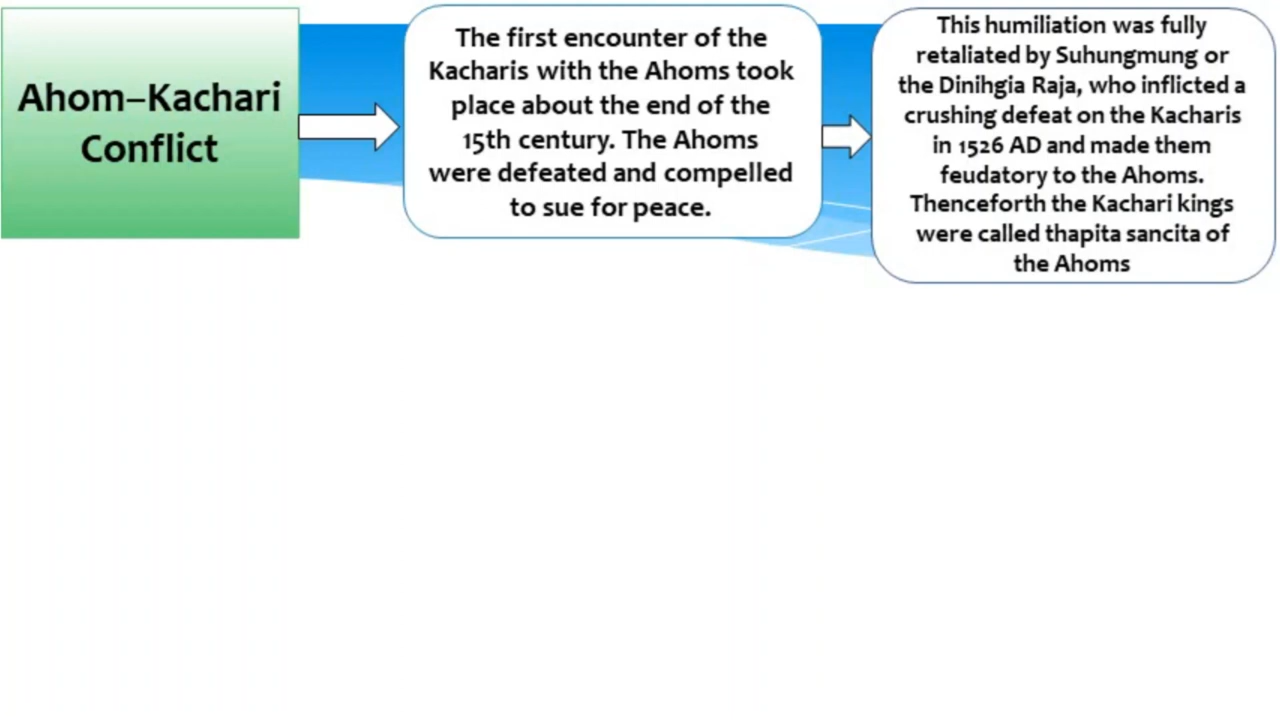 Ahom–Kachari
Conflict
The first encounter of the
Kacharis with the Ahoms took
place about the end of the
15th century. The Ahoms
were defeated and compelled
to sue for peace.
This humiliation was fully
retaliated by Suhungmung or
the Dinihgia Raja, who inflicted a
crushing defeat on the Kacharis
in 1526 AD and made them
feudatory to the Ahoms.
Thenceforth the Kachari kings
were called thapita sancita of
the Ahoms